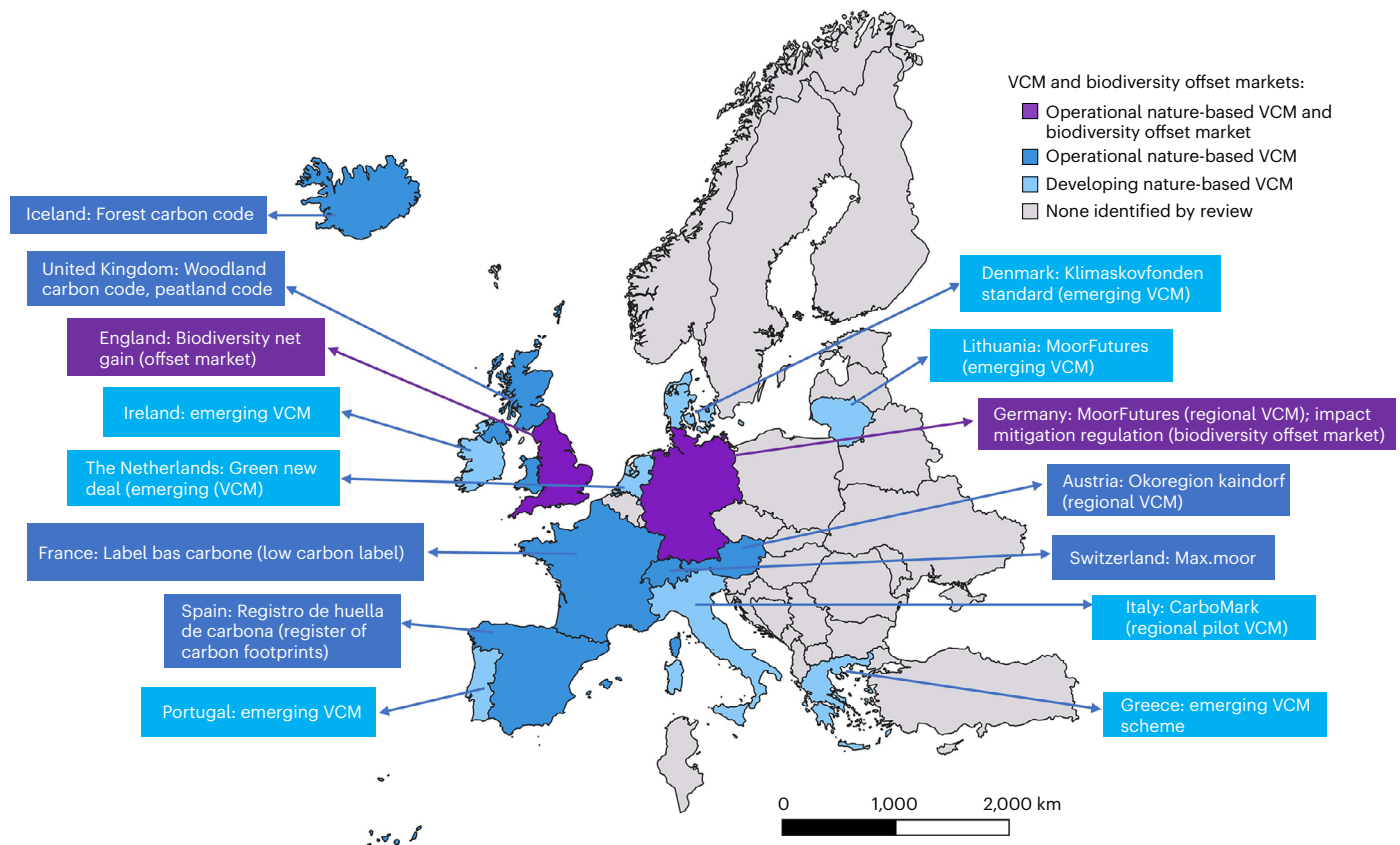 VCM and biodiversity offset markets:
Operational nature-based VCM and
biodiversity offset market
Operational nature-based VCM
Developing nature-based VCM
None identified by review
Iceland: Forest carbon code
United Kingdom: Woodland
carbon code, peatland code
England: Biodiversity net
gain (offset market)
Ireland: emerging VCM
The Netherlands: Green new
deal (emerging (VCM)
France: Label bas carbone (low carbon label)
Spain: Registro de huella
de carbona (register of
carbon footprints)
Portugal: emerging VCM
Denmark: Klimaskovfonden
standard (emerging VCM)
Lithuania: MoorFutures
(emerging VCM)
Germany: MoorFutures (regional VCM); impact
mitigation regulation (biodiversity offset market)
Austria: Okoregion kaindorf
(regional VCM)
Switzerland: Max.moor
Italy: CarboMark
(regional pilot VCM)
Greece: emerging VCM
scheme
0 1,000 2,000 km